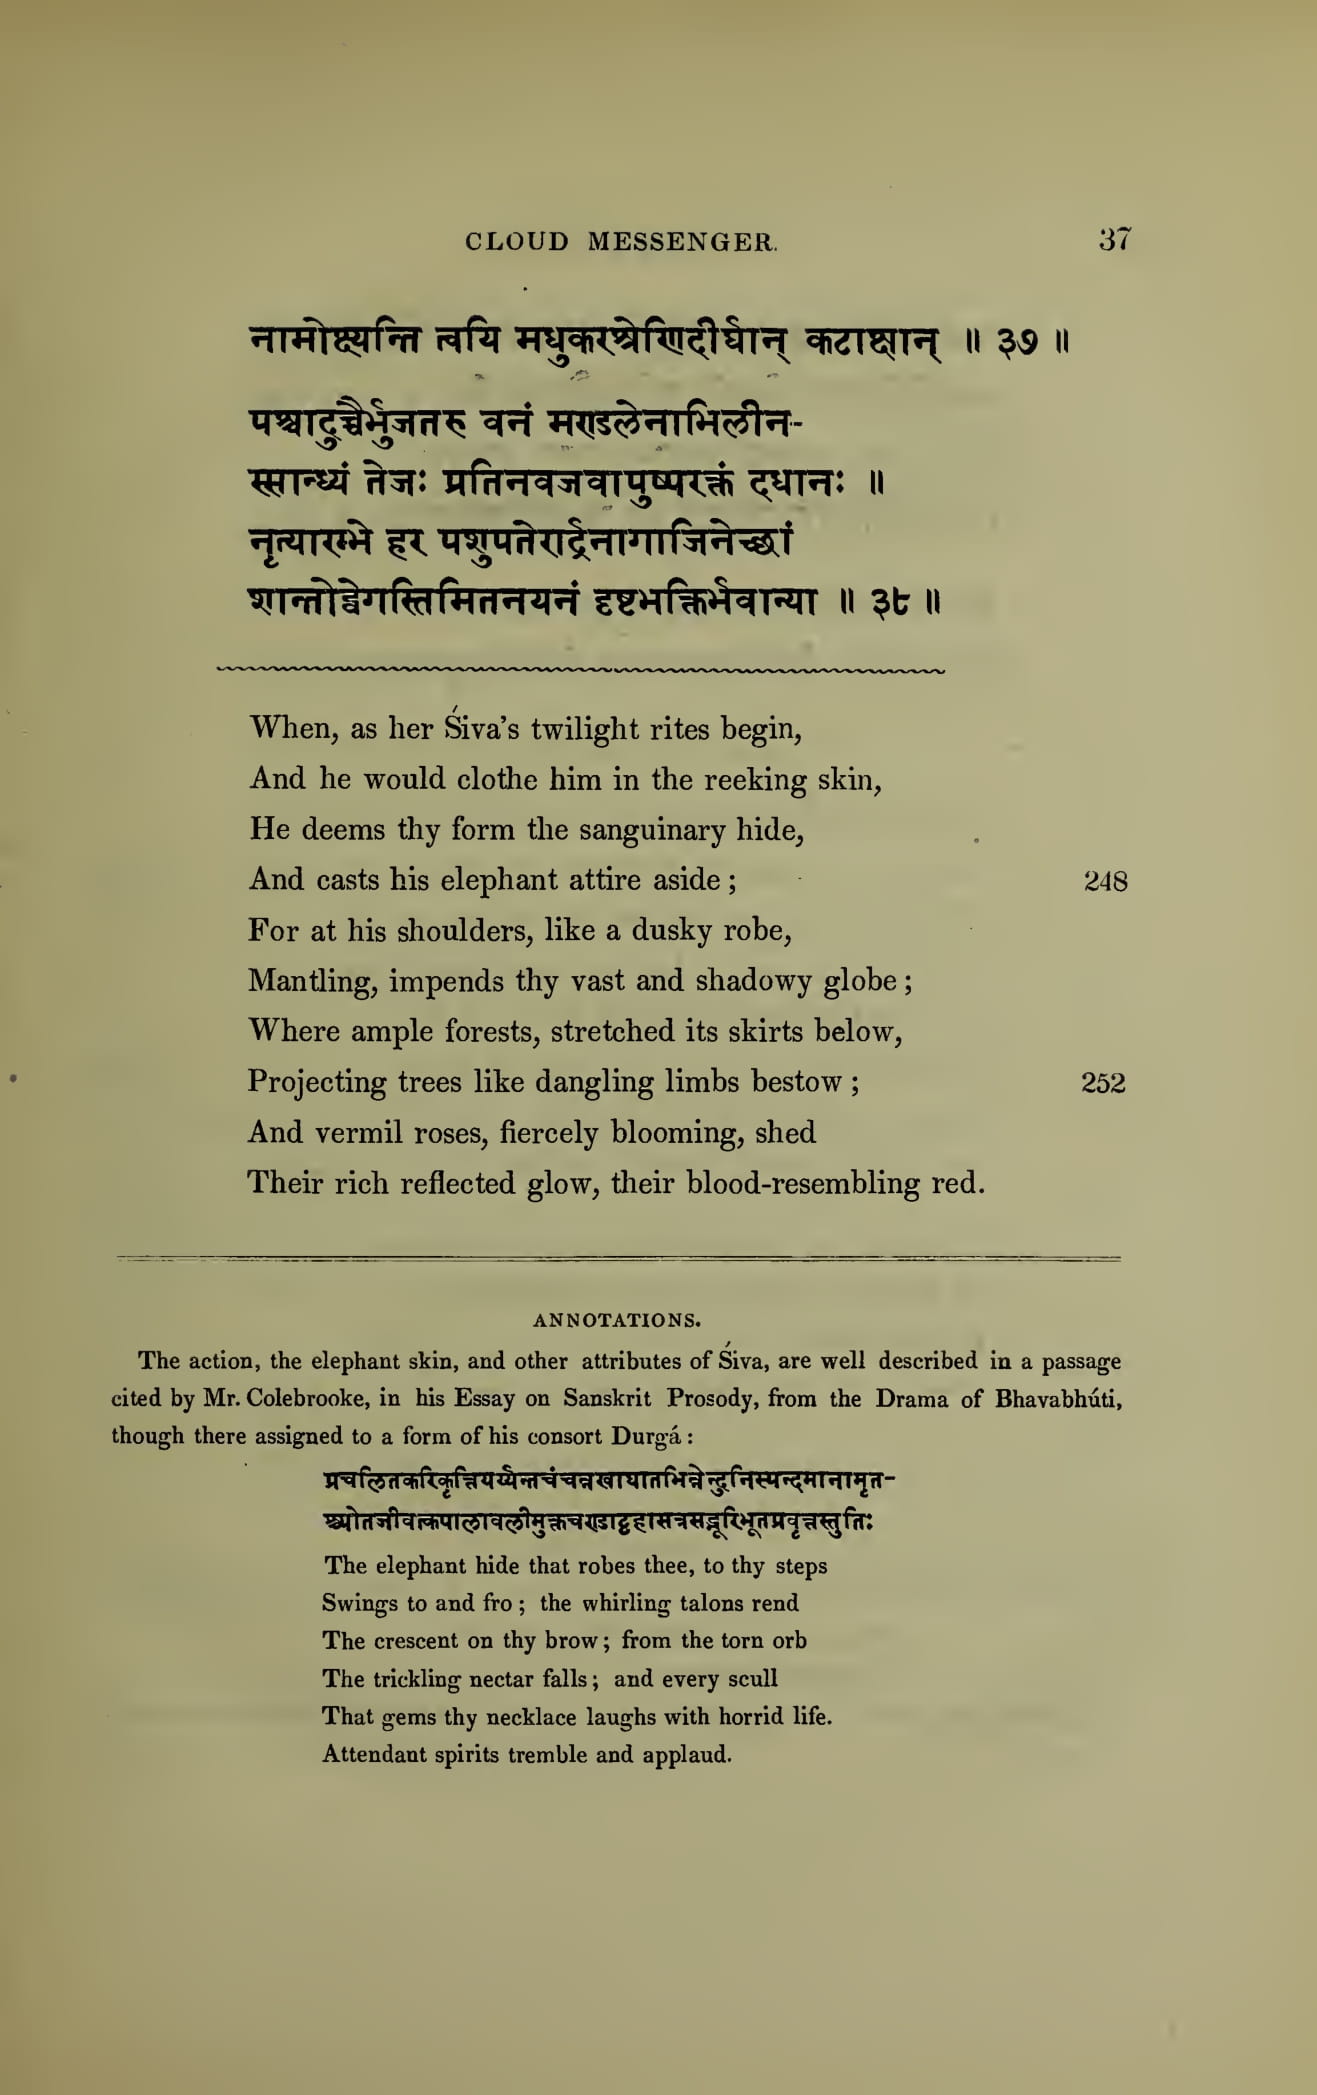 CLOUD MESSENGER. 37
नामोक्ष्यन्ति त्वयि मधुकरश्रेणिदीर्घान् कटाक्षान् ॥ ३७ ॥
पश्चादुच्चैर्भुजतरु वनं मण्डलेनाभिलीन-
स्सान्ध्यं तेजः प्रतिनवजवापुष्परक्तं दधानः ॥
नृत्यारम्भे हर पशुपतेरार्द्रनागाजिनेच्छां
शान्तोद्वेगस्तिमितनयनं दृष्टभक्तिर्भवान्या ॥ ३८ ॥
When, as her Śiva's twilight rites begin,
And he would clothe him in the reeking skin,
He deems thy form the sanguinary hide,
And casts his elephant attire aside ; 248
For at his shoulders, like a dusky robe,
Mantling, impends thy vast and shadowy globe ;
Where ample forests, stretched its skirts below,
Projecting trees like dangling limbs bestow ; 252
And vermil roses, fiercely blooming, shed
Their rich reflected glow, their blood-resembling red.
ANNOTATIONS.
The action, the elephant skin, and other attributes of Śiva, are well described in a passage
cited by Mr. Colebrooke, in his Essay on Sanskrit Prosody, from the Drama of Bhavabhúti,
though there assigned to a form of his consort Durgá :
प्रचलितकरिकृत्तिपर्य्यन्तचंचन्नखाघातभिन्नेन्दुनिस्यन्दमानामृत-
श्च्योतजीवत्कपालावलीमुक्तचण्डाट्टहासत्रसद्भूरिभूतप्रवृत्तस्तुतिः
The elephant hide that robes thee, to thy steps
Swings to and fro ; the whirling talons rend
The crescent on thy brow ; from the torn orb
The trickling nectar falls ; and every scull
That gems thy necklace laughs with horrid life.
Attendant spirits tremble and applaud.